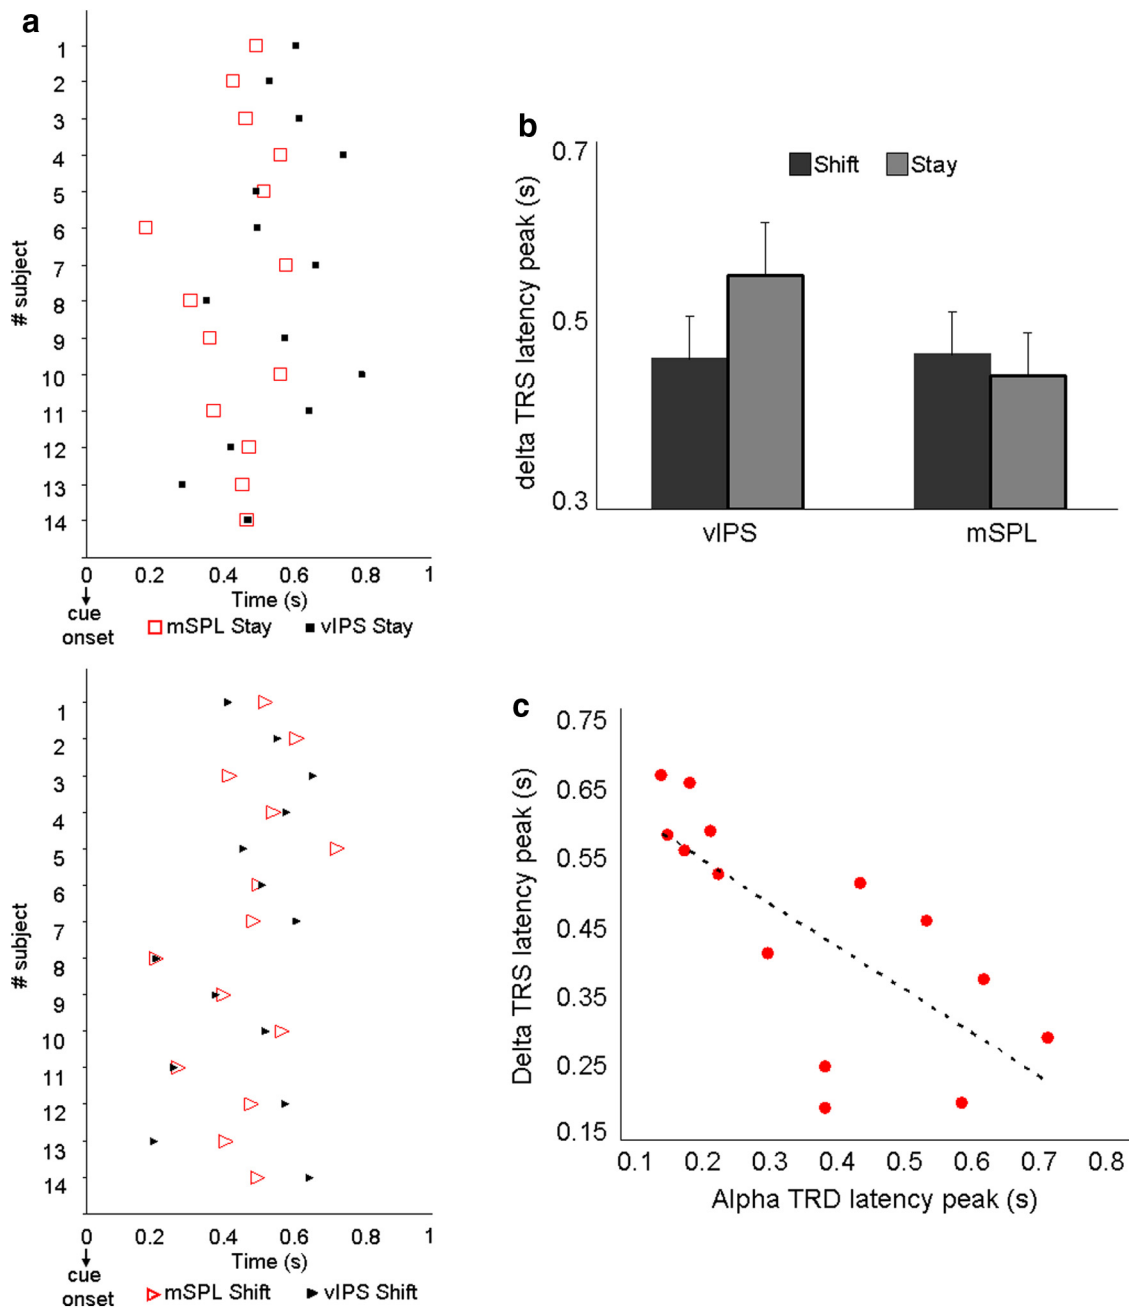 a
1
2
3
4
5
6
7
8
9
10
11
12
13
14
# subject
0 0.2 0.4 0.6 0.8 1
Time (s)
cue
onset
mSPL Stay vIPS Stay
1
2
3
4
5
6
7
8
9
10
11
12
13
14
# subject
0 0.2 0.4 0.6 0.8 1
Time (s)
cue
onset
mSPL Shift vIPS Shift
b
0.7
0.5
0.3
delta TRS latency peak (s)
Shift Stay
vIPS mSPL
c
0.75
0.65
0.55
0.45
0.35
0.25
0.15
Delta TRS latency peak (s)
0.1 0.2 0.3 0.4 0.5 0.6 0.7 0.8
Alpha TRD latency peak (s)